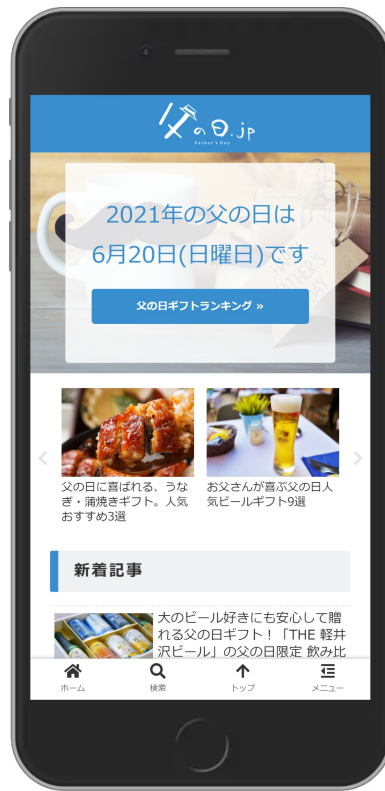 父の日.jp
Father's Day
2021年の父の日は
6月20日(日曜日)です
父の日ギフトランキング »
父の日に喜ばれる、うな
ぎ・蒲焼きギフト。人気
おすすめ3選
お父さんが喜ぶ父の日人
気ビールギフト9選
新着記事
大のビール好きにも安心して贈
れる父の日ギフト！「THE 軽井
沢ビール」の父の日限定 飲み比
ホーム
検索
トップ
メニュー